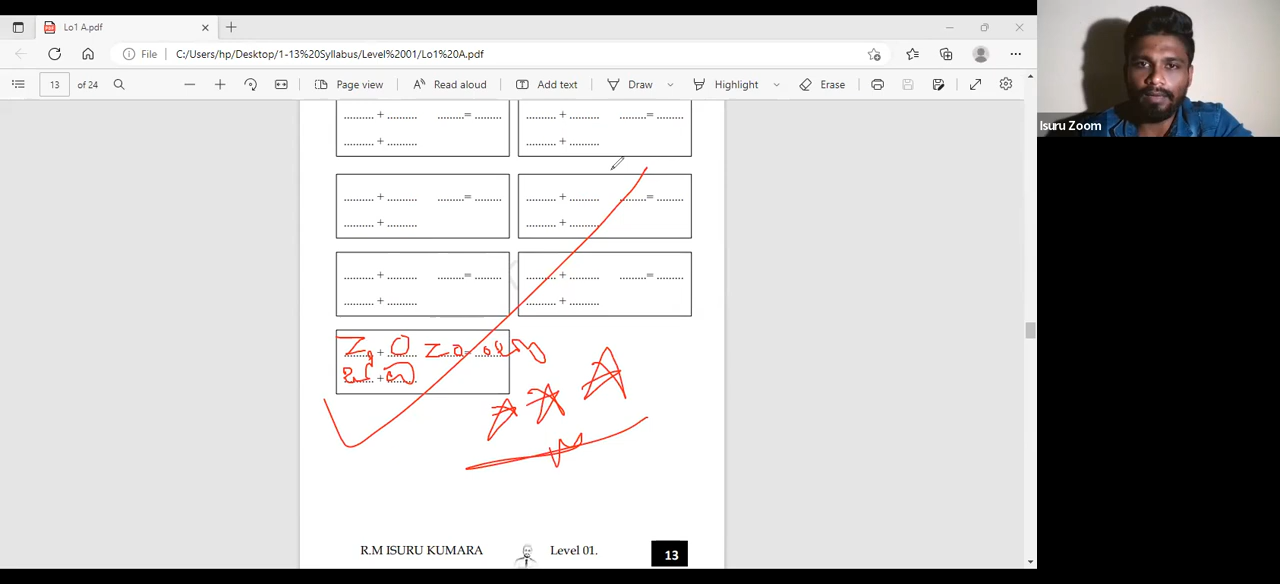 Lo1 A.pdf
File C:/Users/hp/Desktop/1-13%20Syllabus/Level%2001/Lo1%20A.pdf
13 of 24 Page view Read aloud Add text Draw Highlight Erase
Isuru Zoom
......... + ......... ........= ........ ......... + ......... ........= ........
......... + ......... ......... + .........
......... + ......... ........= ........ ......... + ......... ........= ........
......... + ......... ......... + .........
......... + ......... ........= ........ ......... + ......... ........= ........
......... + ......... ......... + .........
R.M ISURU KUMARA Level 01. 13